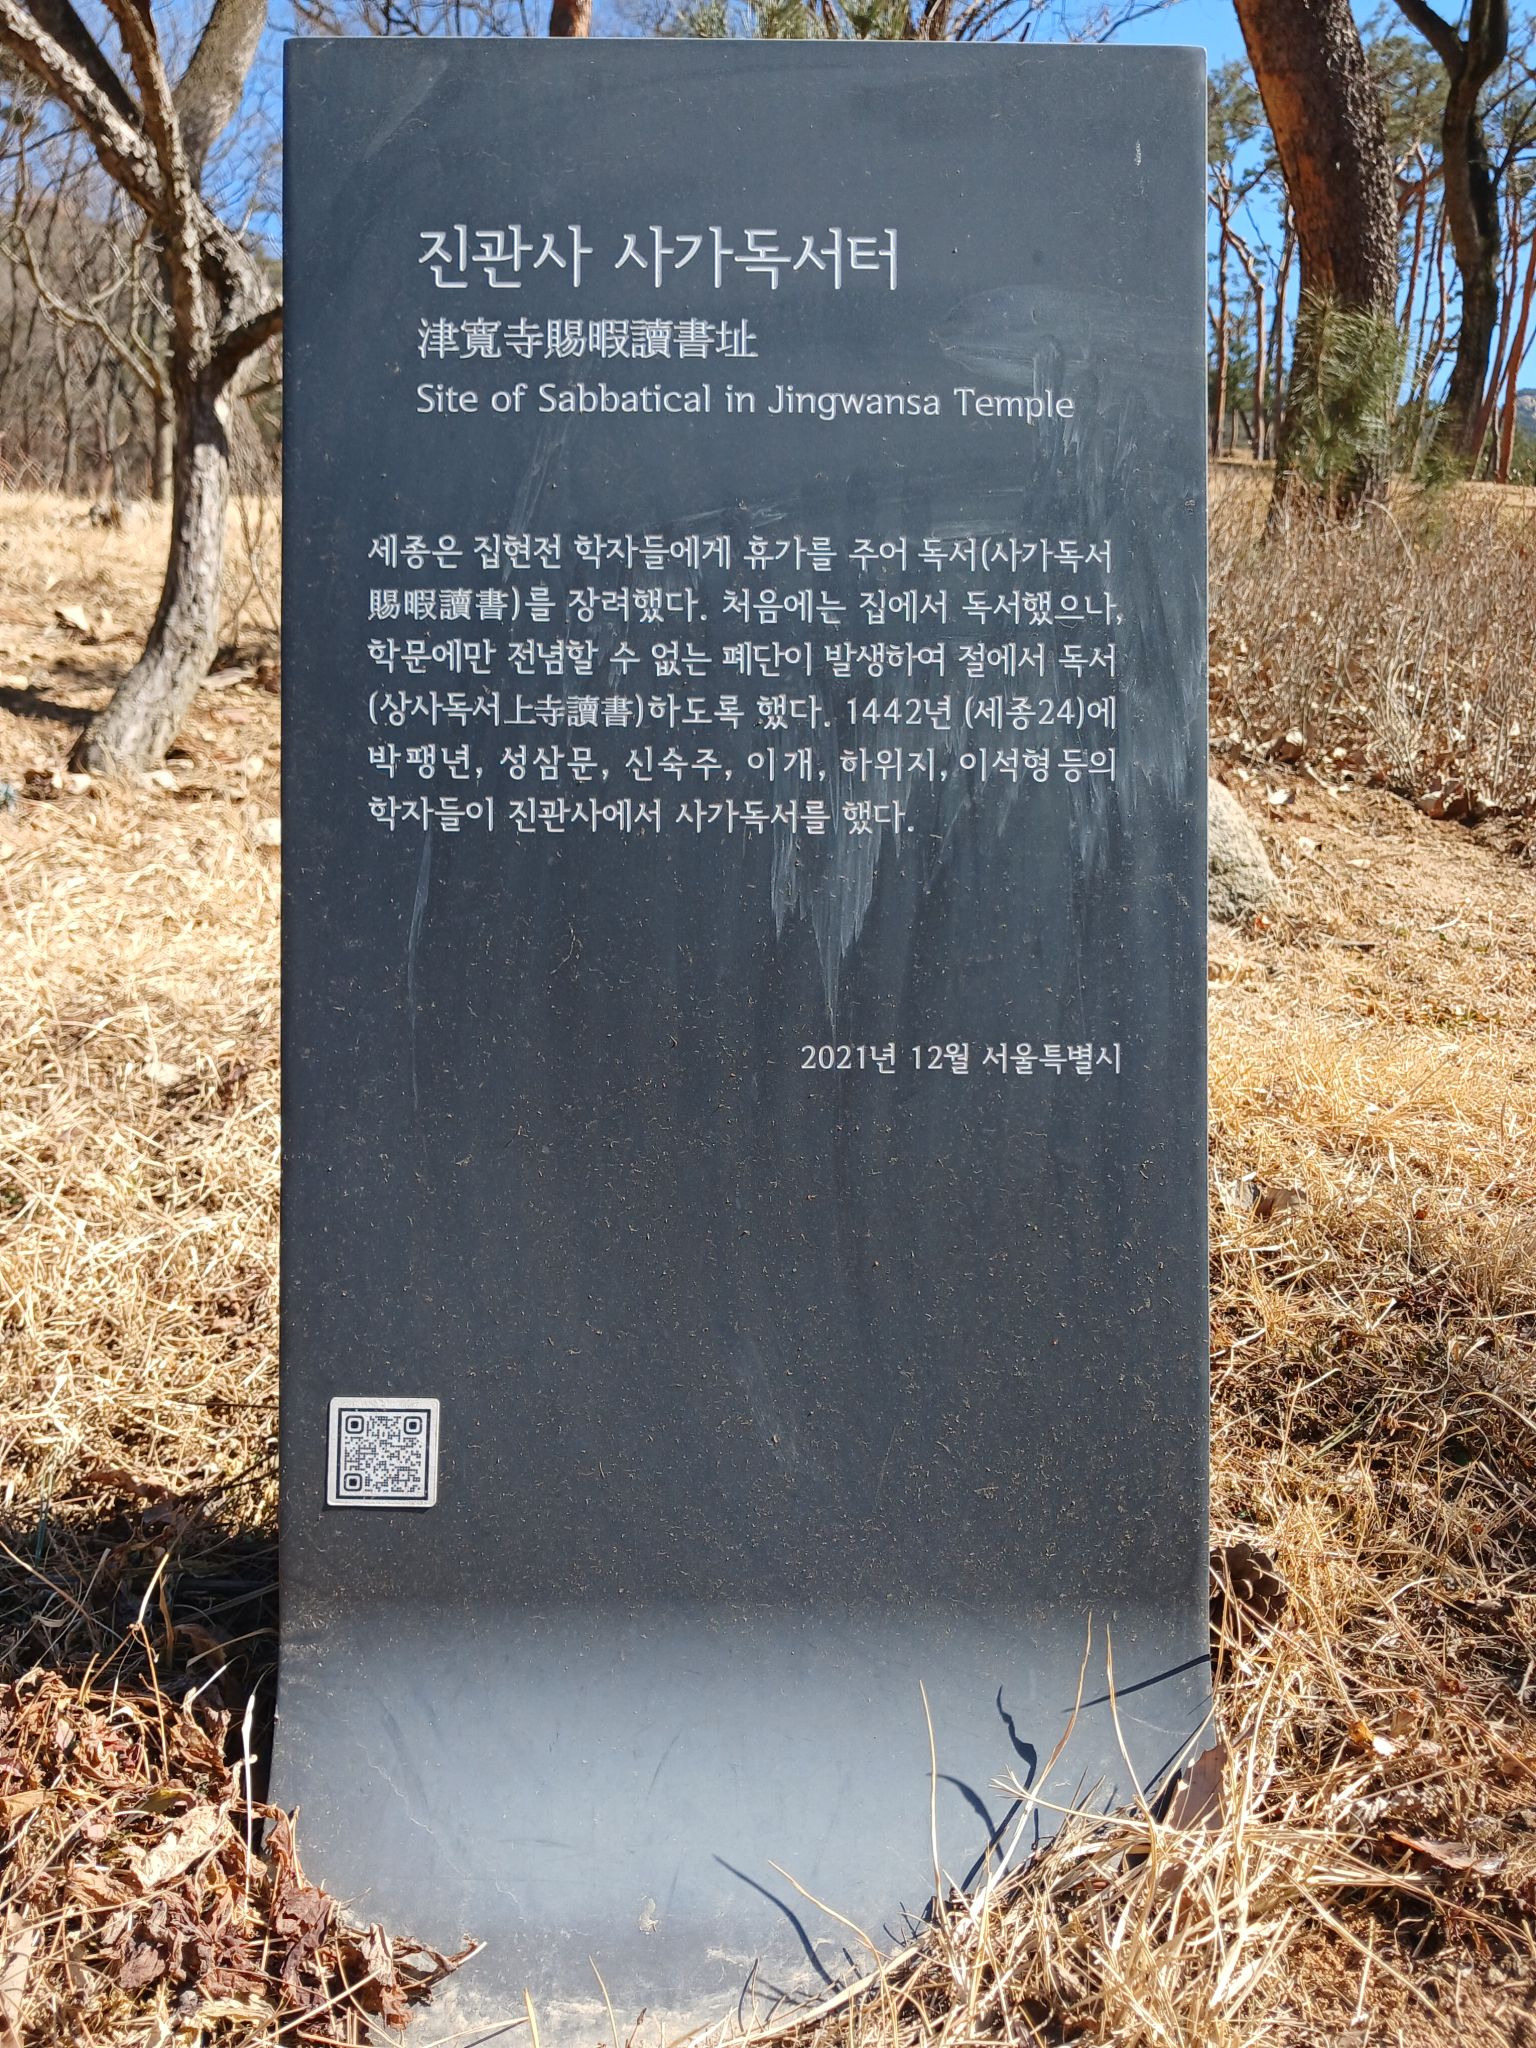 진관사 사가독서터
津寬寺賜暇讀書址
Site of Sabbatical in Jingwansa Temple
세종은 집현전 학자들에게 휴가를 주어 독서(사가독서
賜暇讀書)를 장려했다. 처음에는 집에서 독서했으나,
학문에만 전념할 수 없는 폐단이 발생하여 절에서 독서
(상사독서上寺讀書)하도록 했다. 1442년 (세종24)에
박팽년, 성삼문, 신숙주, 이개, 하위지, 이석형 등의
학자들이 진관사에서 사가독서를 했다.
2021년 12월 서울특별시